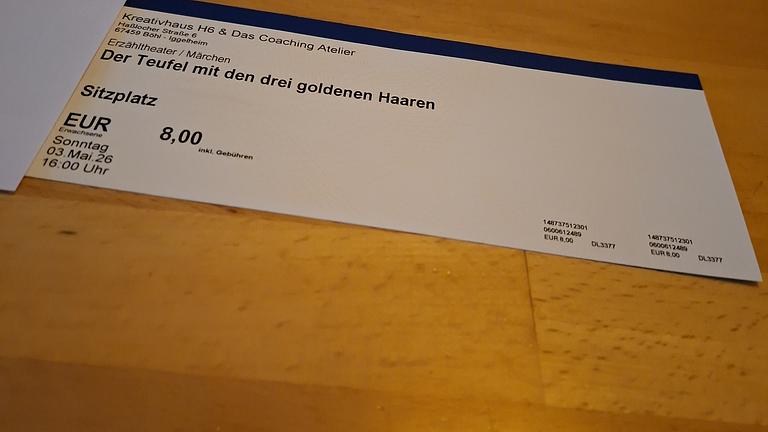 Kreativhaus H6 & Das Coaching Atelier
Haßlocher Straße 6
67459 Böhl - Iggelheim
Erzähltheater / Märchen
Der Teufel mit den drei goldenen Haaren
Sitzplatz
EUR 8,00
Erwachsene inkl. Gebühren
Sonntag
03.Mai.26
16:00 Uhr
148737512301
0600612489
EUR 8,00 DL3377
148737512301
0600612489
EUR 8,00 DL3377